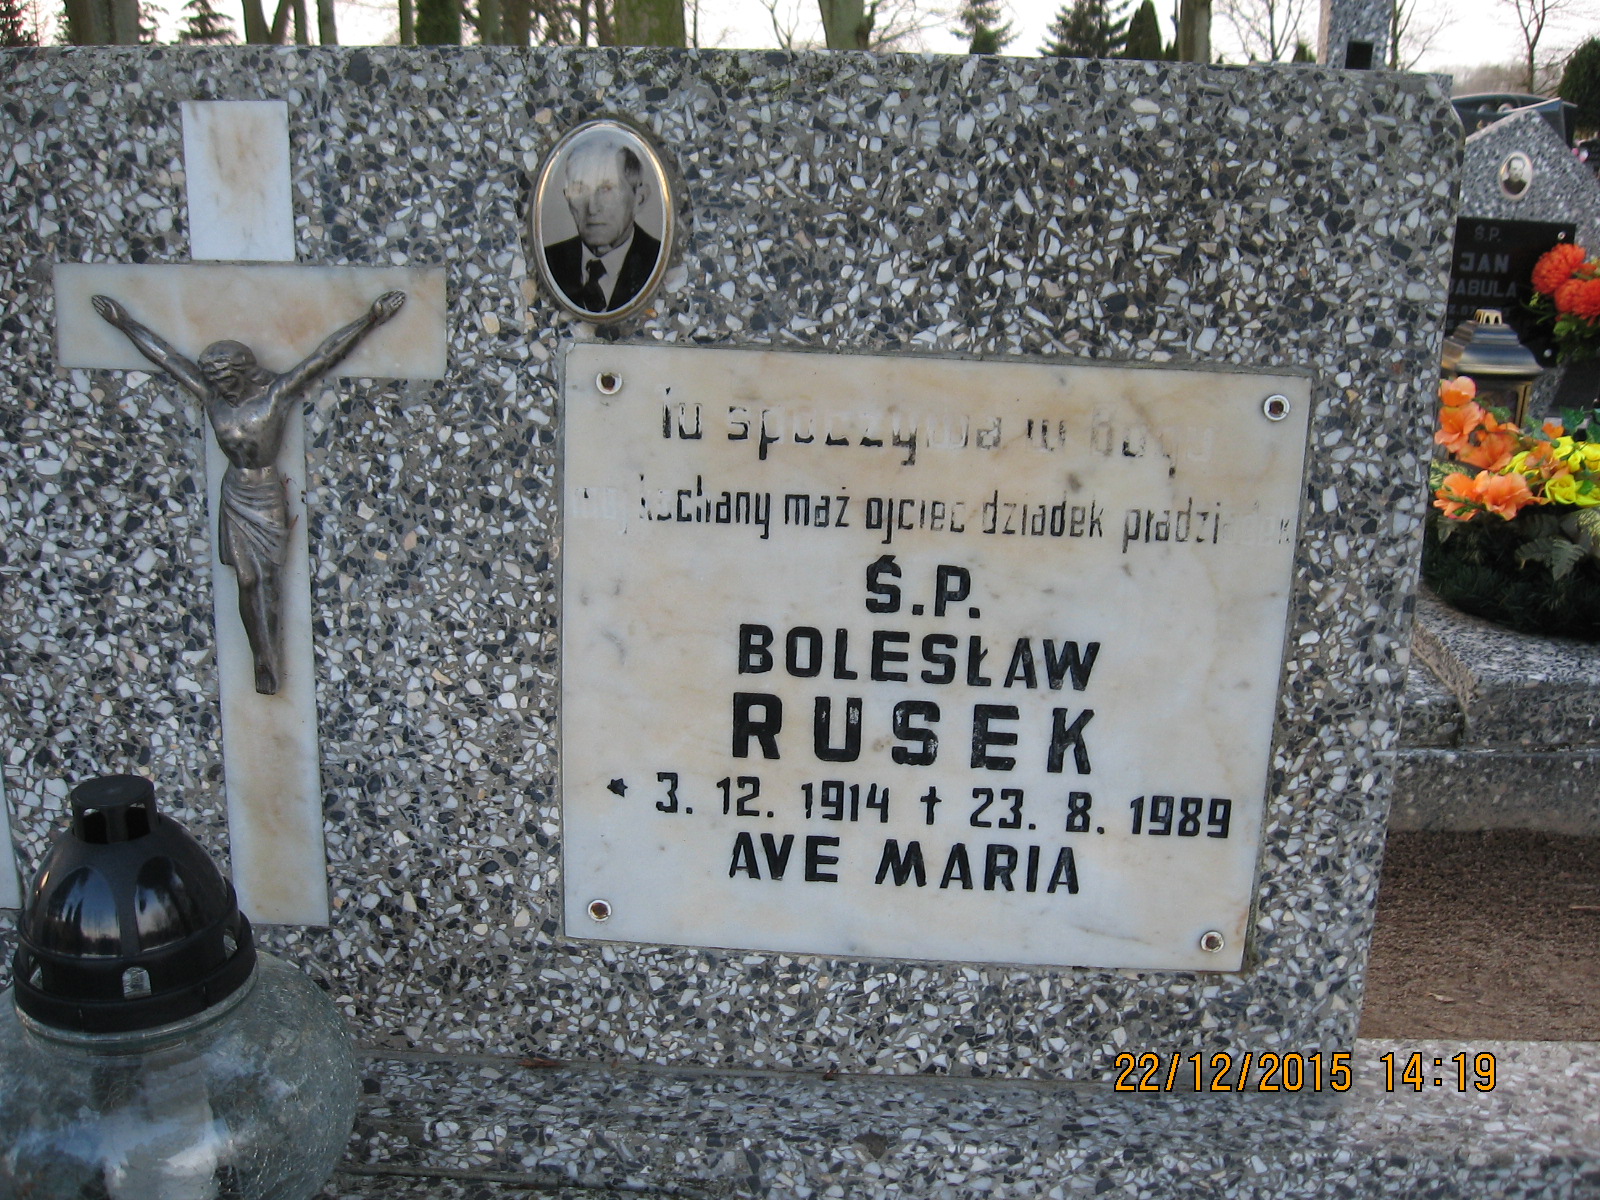 Tu spoczywa w Bogu
mój kochany mąż ojciec dziadek pradziadek
Ś.P.
BOLESŁAW
RUSEK
* 3. 12. 1914 † 23. 8. 1989
AVE MARIA
Ś.P.
JAN
22/12/2015 14:19